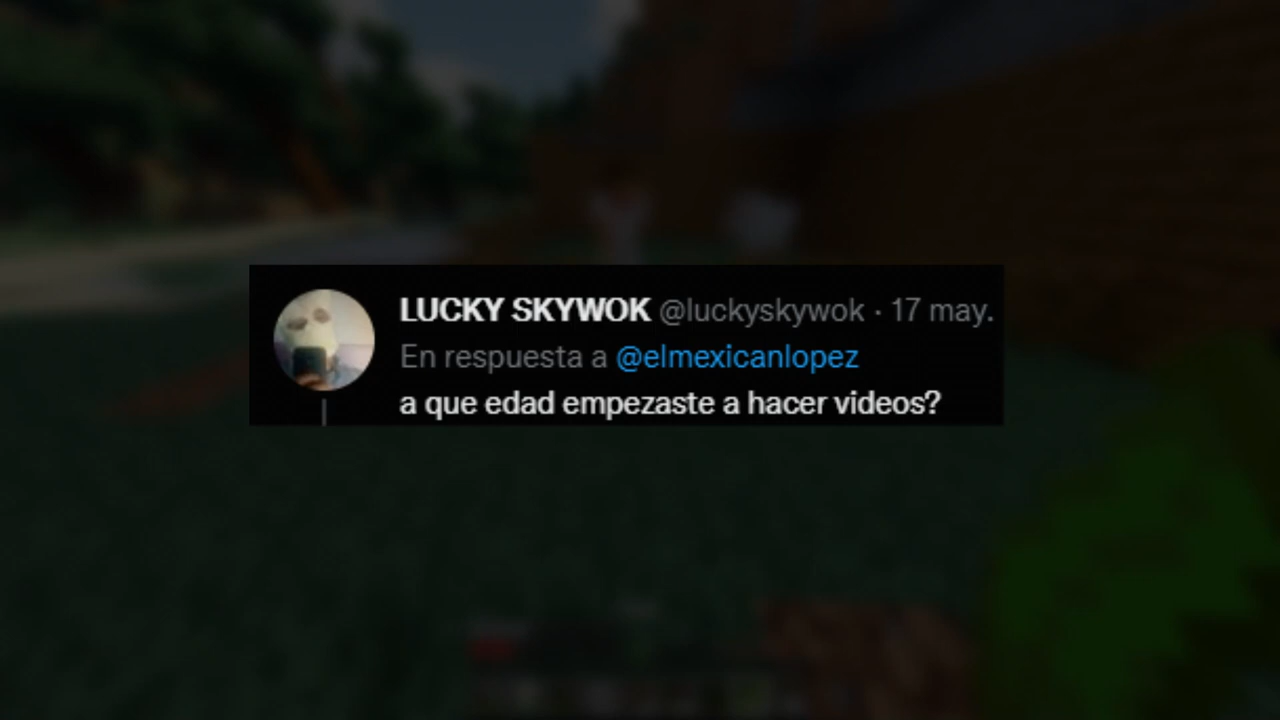 LUCKY SKYWOK @luckyskywok · 17 may.
En respuesta a @elmexicanlopez
a que edad empezaste a hacer videos?